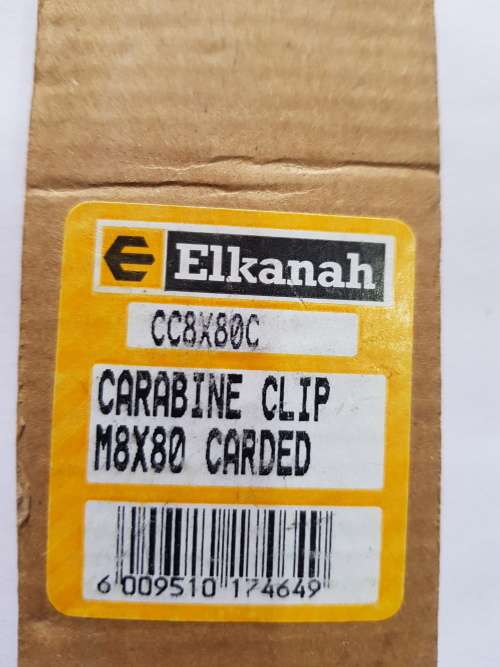 Elkanah
CC8X80C
CARABINE CLIP
M8X80 CARDED
6 009510 174649